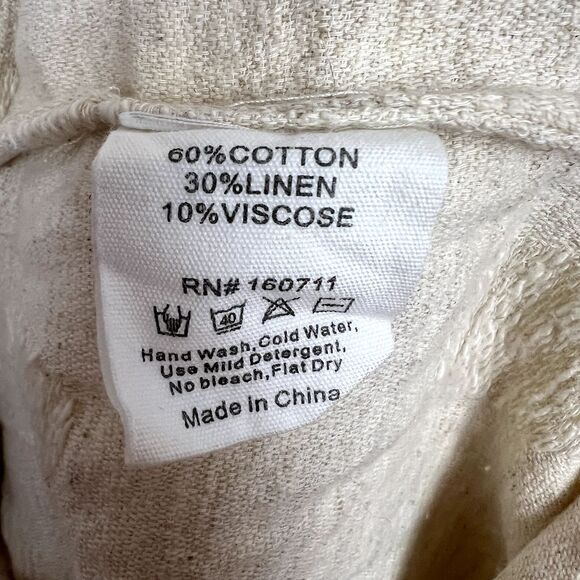 60%COTTON
30%LINEN
10%VISCOSE
RN# 160711
40
Hand Wash, Cold Water,
Use Mild Detergent,
No bleach, Flat Dry
Made in China